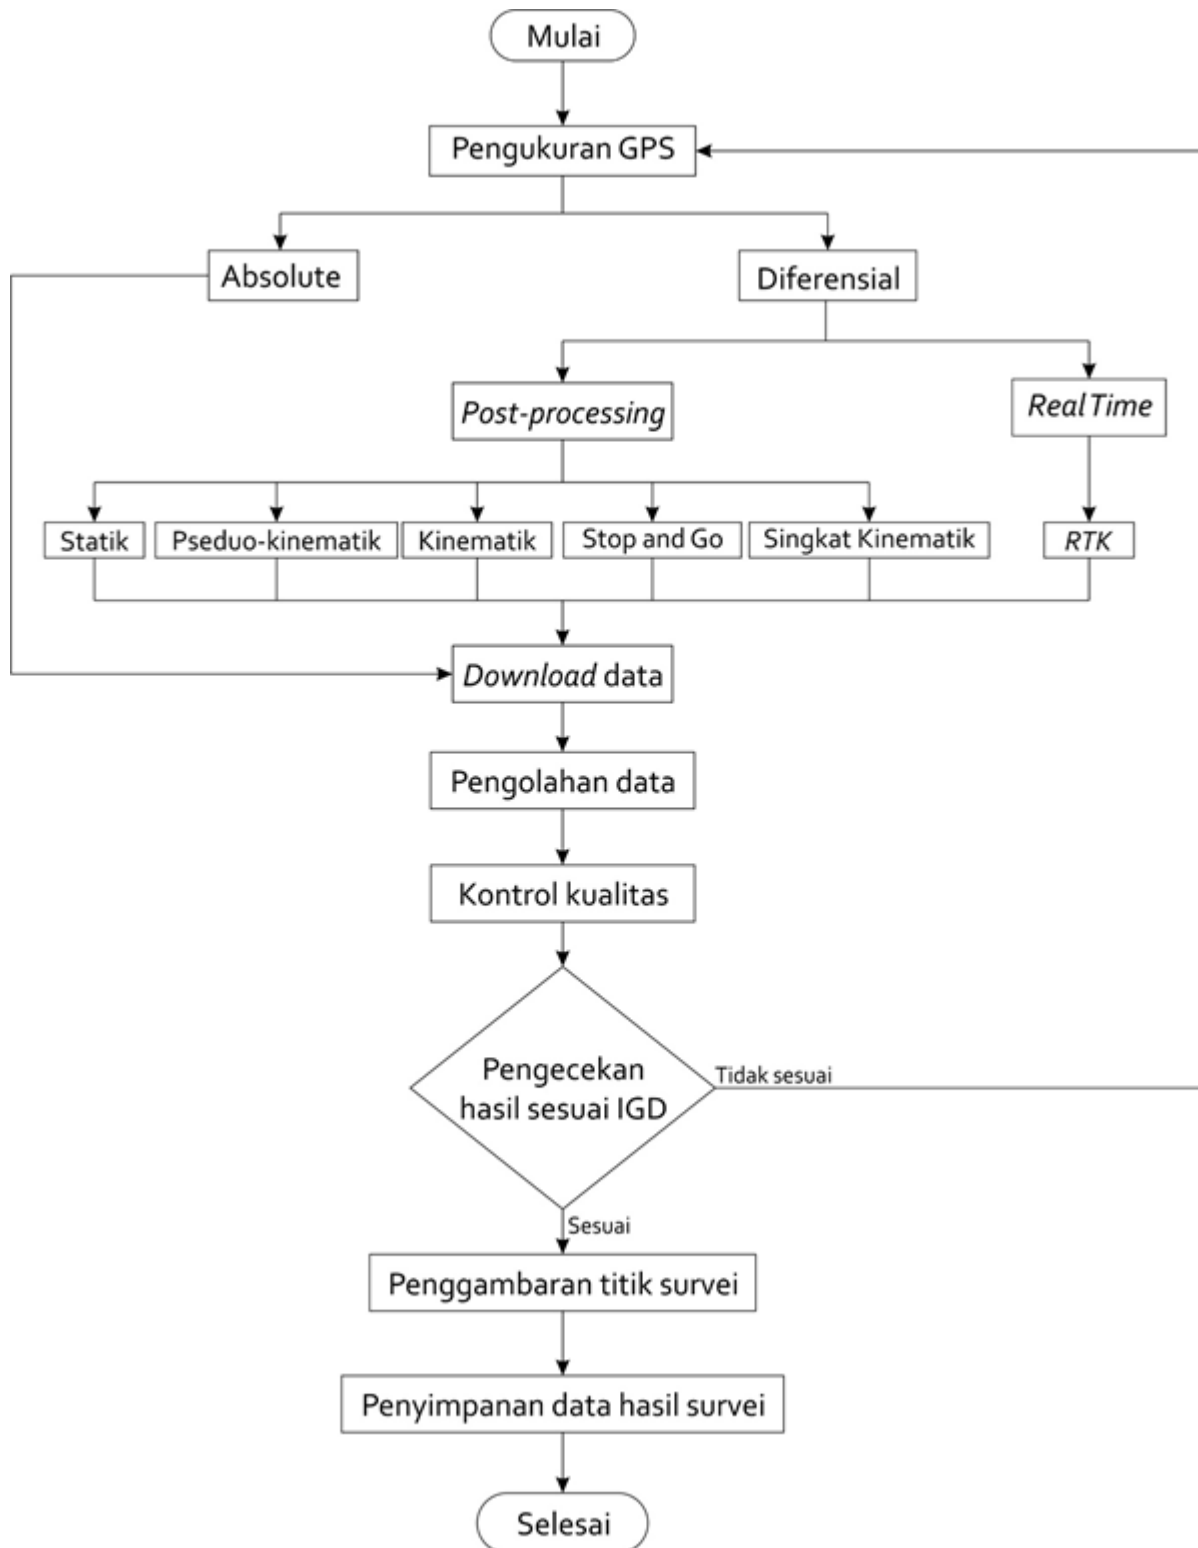 Mulai
Pengukuran GPS
Absolute
Diferensial
Post-processing
Real Time
Statik
Pseduo-kinematik
Kinematik
Stop and Go
Singkat Kinematik
RTK
Download data
Pengolahan data
Kontrol kualitas
Pengecekan
hasil sesuai IGD
Tidak sesuai
Sesuai
Penggambaran titik survei
Penyimpanan data hasil survei
Selesai